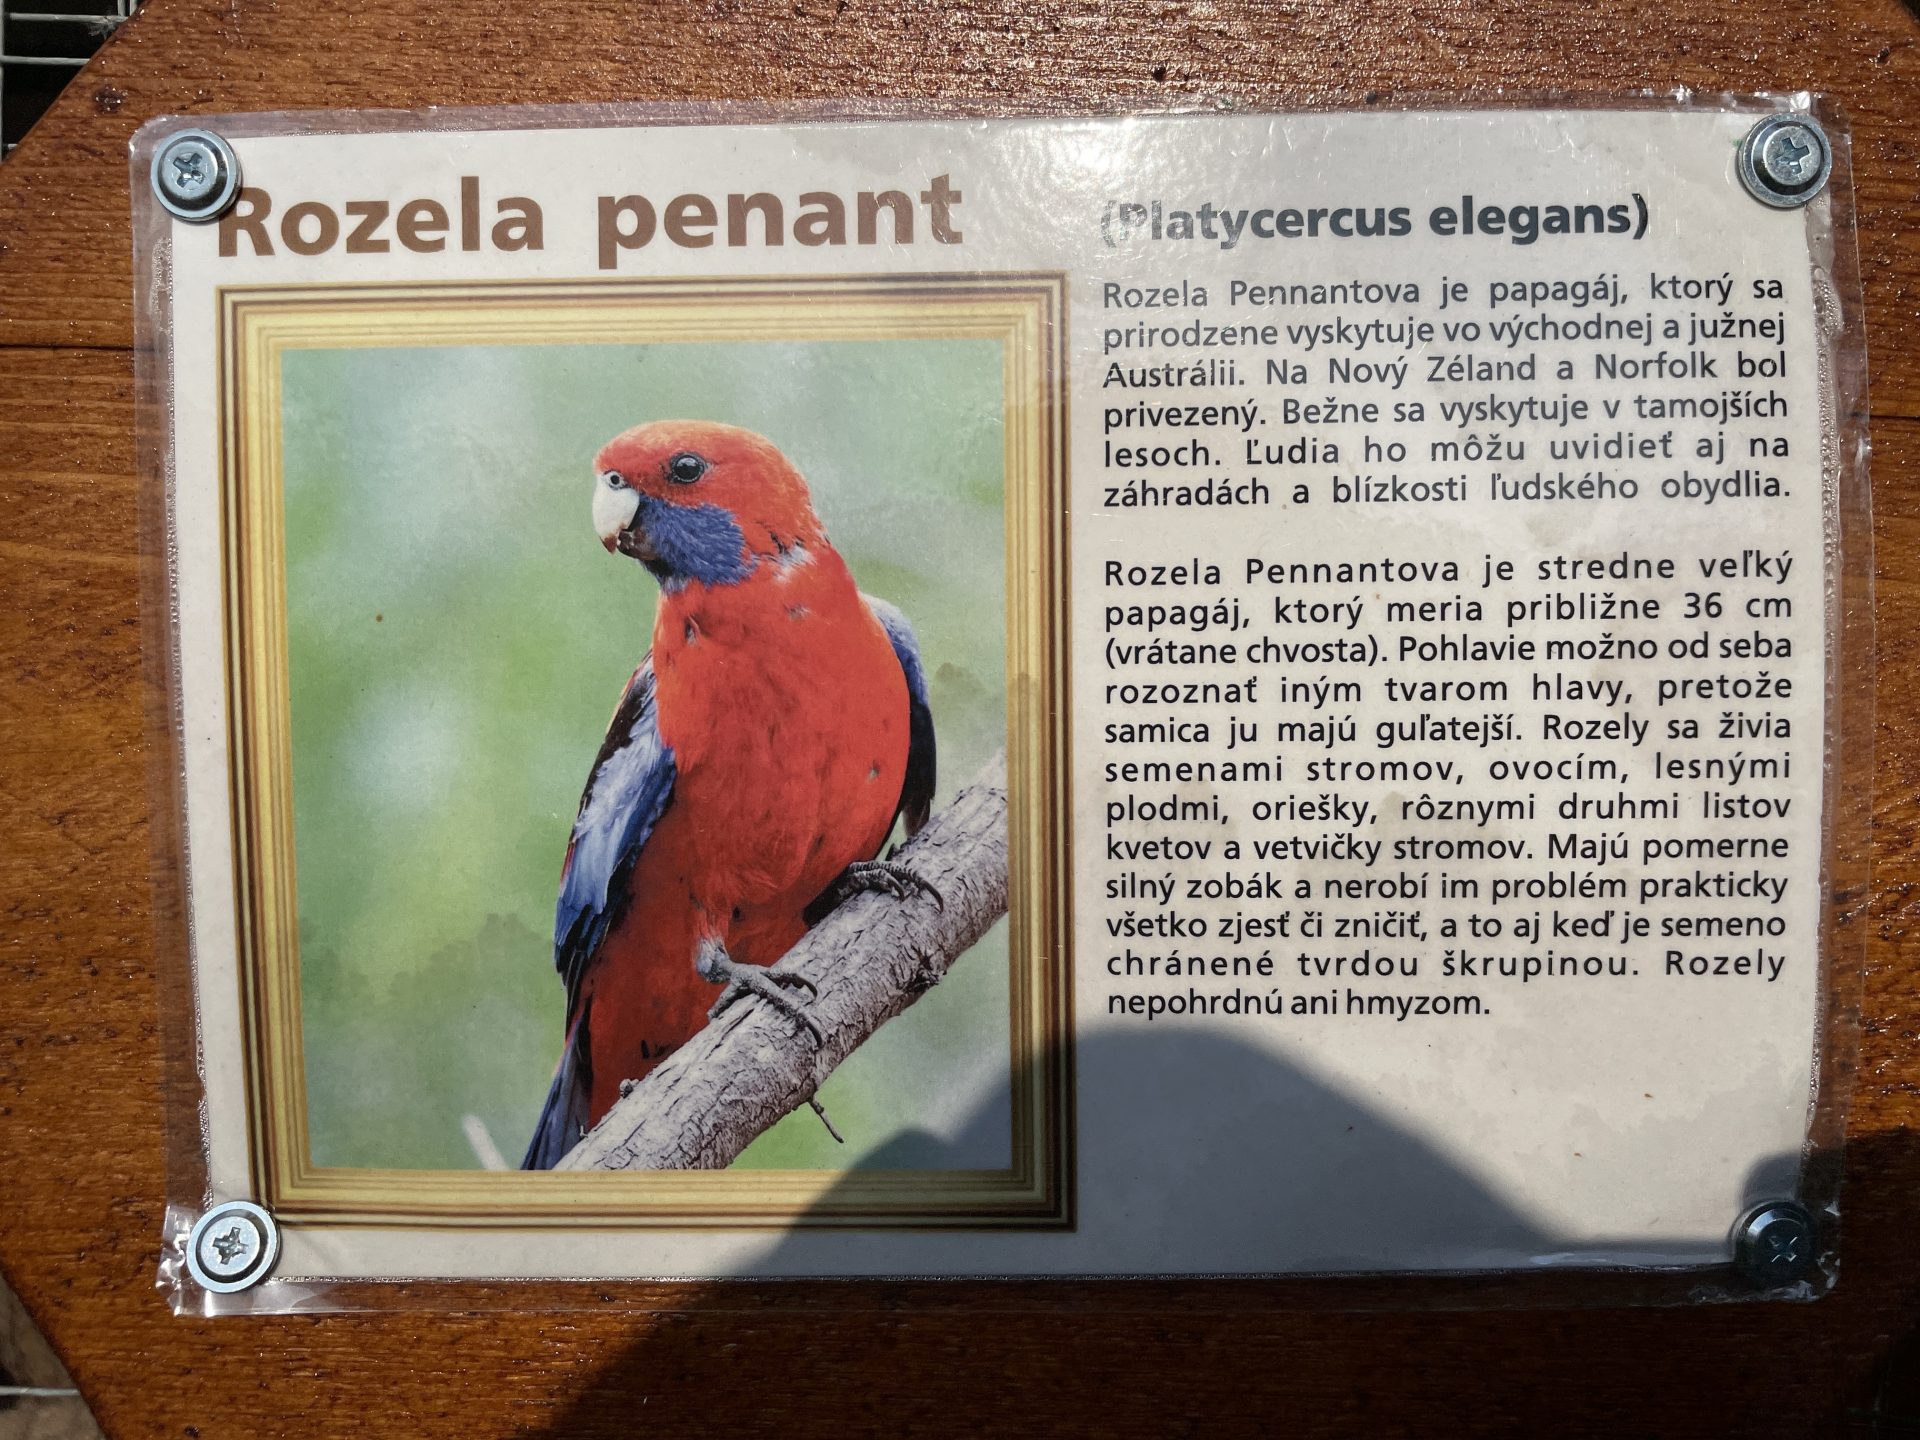 Rozela penant
(Platycercus elegans)
Rozela Pennantova je papagáj, ktorý sa
prirodzene vyskytuje vo východnej a južnej
Austrálii. Na Nový Zéland a Norfolk bol
privezený. Bežne sa vyskytuje v tamojších
lesoch. Ľudia ho môžu uvidieť aj na
záhradách a blízkosti ľudského obydlia.
Rozela Pennantova je stredne veľký
papagáj, ktorý meria približne 36 cm
(vrátane chvosta). Pohlavie možno od seba
rozoznať iným tvarom hlavy, pretože
samica ju majú guľatejší. Rozely sa živia
semenami stromov, ovocím, lesnými
plodmi, oriešky, rôznymi druhmi listov
kvetov a vetvičky stromov. Majú pomerne
silný zobák a nerobí im problém prakticky
všetko zjesť či zničiť, a to aj keď je semeno
chránené tvrdou škrupinou. Rozely
nepohrdnú ani hmyzom.